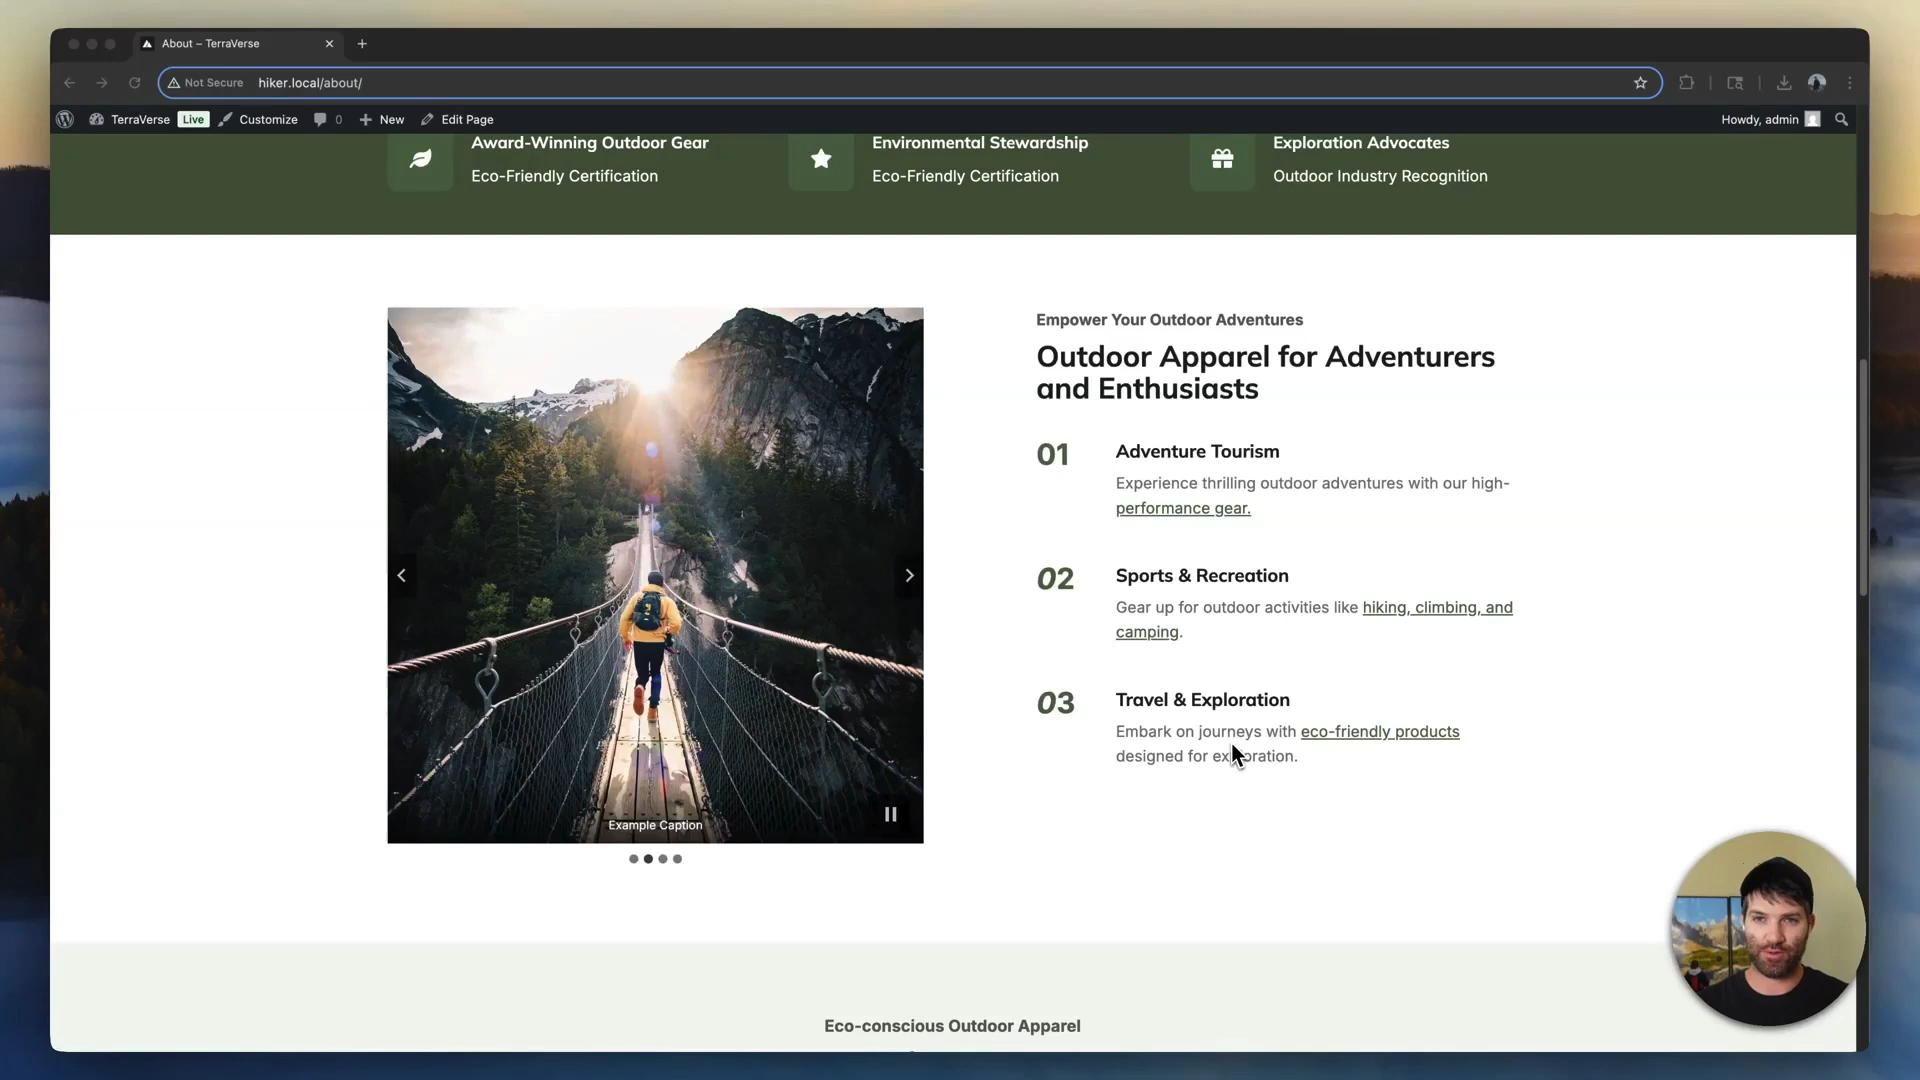 About – TerraVerse
Not Secure hiker.local/about/
TerraVerse Live Customize 0 New Edit Page Howdy, admin
Award-Winning Outdoor Gear
Eco-Friendly Certification
Environmental Stewardship
Eco-Friendly Certification
Exploration Advocates
Outdoor Industry Recognition
Example Caption
Empower Your Outdoor Adventures
Outdoor Apparel for Adventurers
and Enthusiasts
01 Adventure Tourism
Experience thrilling outdoor adventures with our high-
performance gear.
02 Sports & Recreation
Gear up for outdoor activities like hiking, climbing, and
camping.
03 Travel & Exploration
Embark on journeys with eco-friendly products
designed for exploration.
Eco-conscious Outdoor Apparel